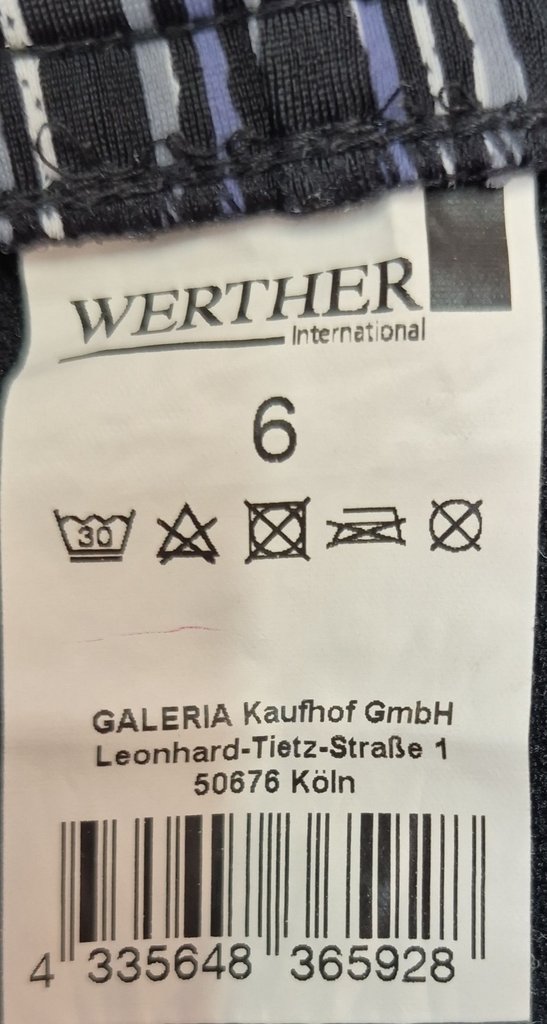 WERTHER
International
6
30
GALERIA Kaufhof GmbH
Leonhard-Tietz-Straße 1
50676 Köln
4 335648 365928